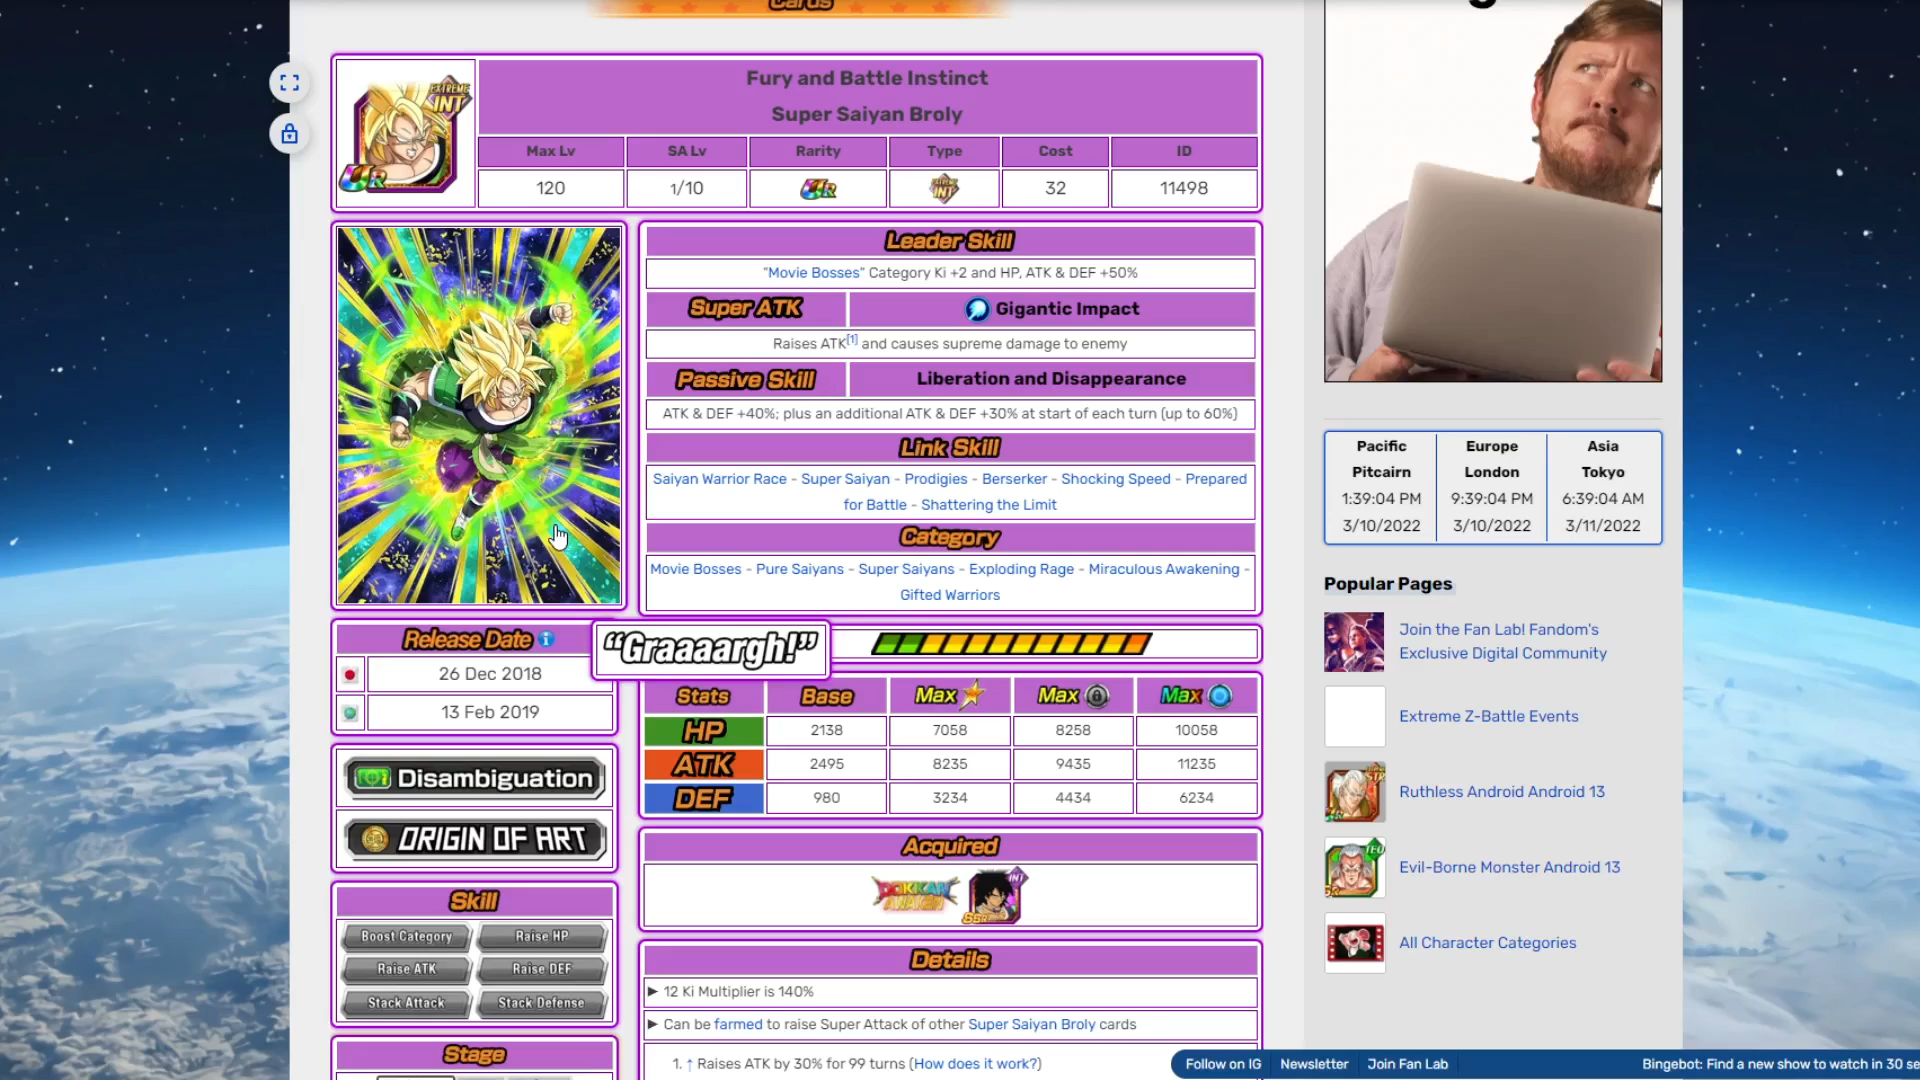 Cards
Fury and Battle Instinct
Super Saiyan Broly
EXTREME INT
UR
Max Lv
SA Lv
Rarity
Type
Cost
ID
120
1/10
UR
EXTREME INT
32
11498
Leader Skill
"Movie Bosses" Category Ki +2 and HP, ATK & DEF +50%
Super ATK
Gigantic Impact
Raises ATK[1] and causes supreme damage to enemy
Passive Skill
Liberation and Disappearance
ATK & DEF +40%; plus an additional ATK & DEF +30% at start of each turn (up to 60%)
Link Skill
Saiyan Warrior Race - Super Saiyan - Prodigies - Berserker - Shocking Speed - Prepared
for Battle - Shattering the Limit
Category
Movie Bosses - Pure Saiyans - Super Saiyans - Exploding Rage - Miraculous Awakening -
Gifted Warriors
Release Date
26 Dec 2018
13 Feb 2019
"Graaaargh!"
Stats
Base
Max
Max
Max
HP
2138
7058
8258
10058
ATK
2495
8235
9435
11235
DEF
980
3234
4434
6234
Disambiguation
ORIGIN OF ART
Acquired
DOKKAN
AWAKEN
INT
SSR
Skill
Boost Category
Raise HP
Raise ATK
Raise DEF
Stack Attack
Stack Defense
Stage
Details
▶ 12 Ki Multiplier is 140%
▶ Can be farmed to raise Super Attack of other Super Saiyan Broly cards
1. ↑ Raises ATK by 30% for 99 turns (How does it work?)
Pacific
Pitcairn
1:39:04 PM
3/10/2022
Europe
London
9:39:04 PM
3/10/2022
Asia
Tokyo
6:39:04 AM
3/11/2022
Popular Pages
Join the Fan Lab! Fandom's
Exclusive Digital Community
Extreme Z-Battle Events
STR
Ruthless Android Android 13
TEQ
SR
Evil-Borne Monster Android 13
All Character Categories
Follow on IG
Newsletter
Join Fan Lab
Bingebot: Find a new show to watch in 30 se